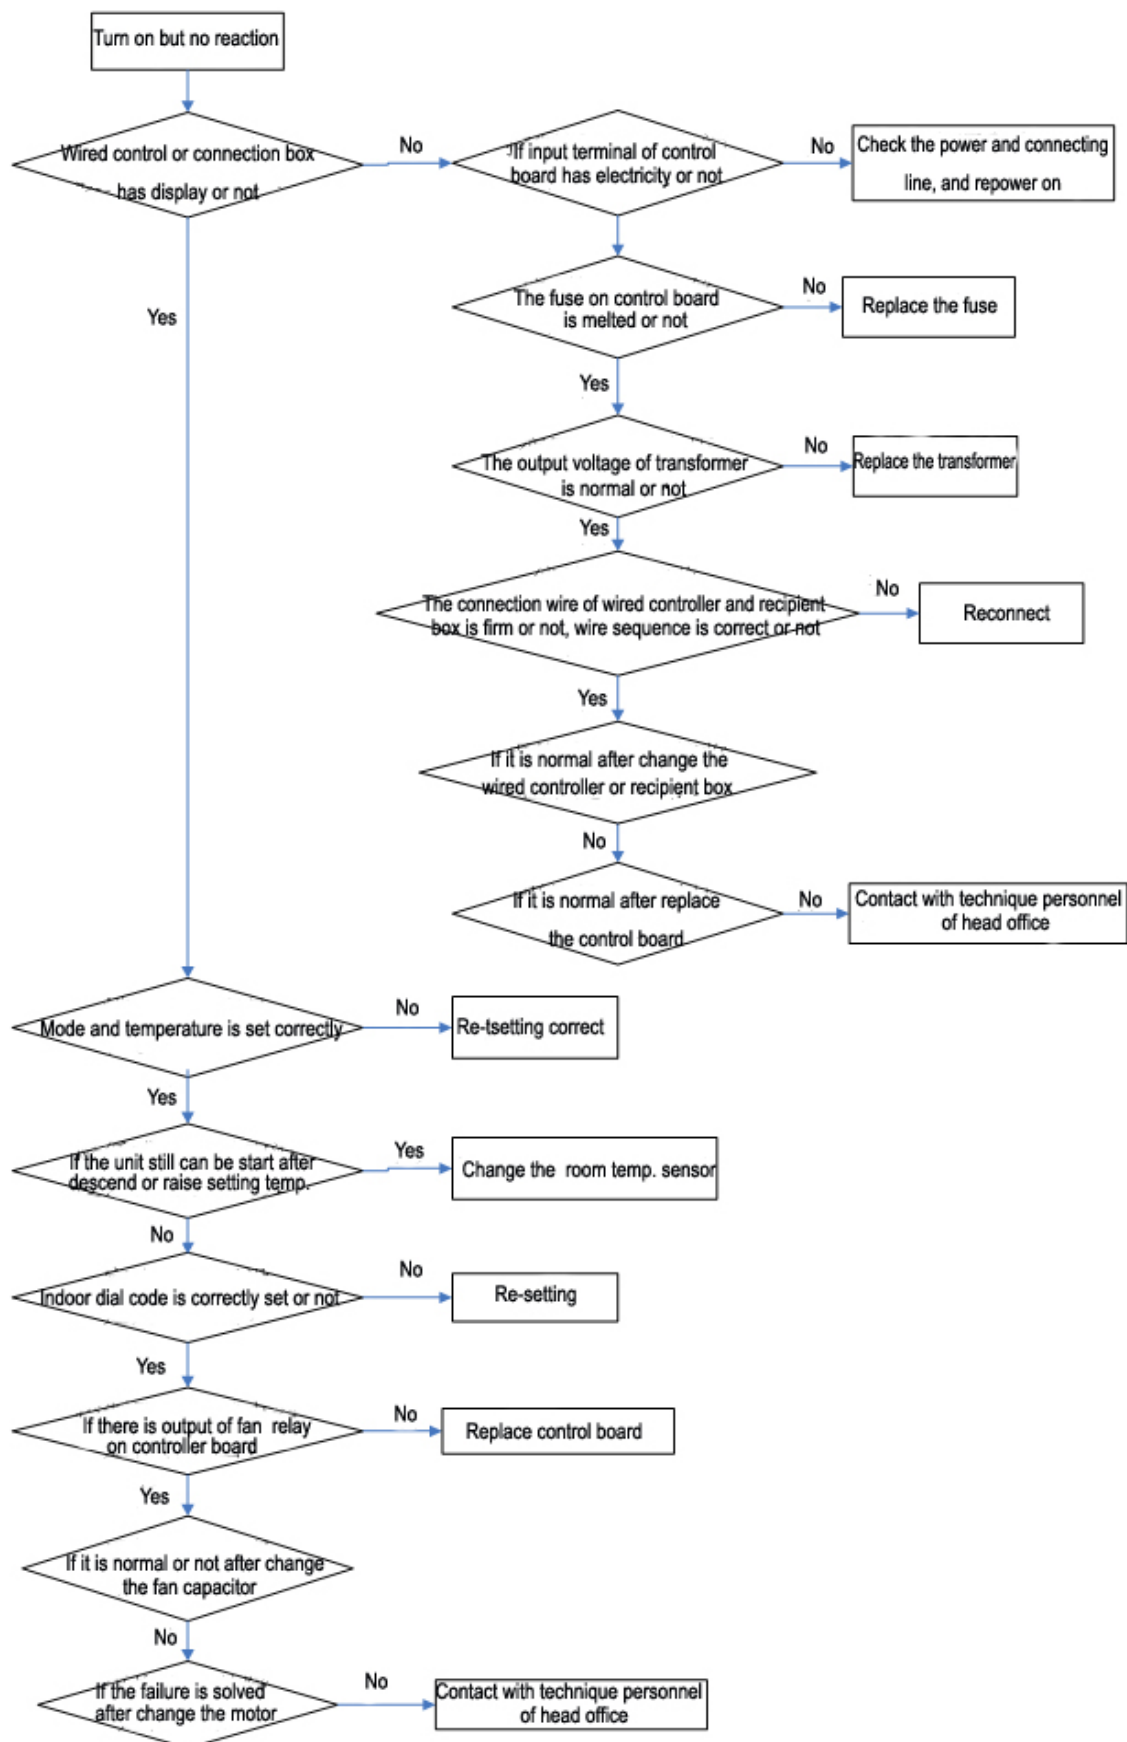 Turn on but no reaction
Wired control or connection box
has display or not
No
If input terminal of control
board has electricity or not
No
Check the power and connecting
line, and repower on
Yes
The fuse on control board
is melted or not
No
Replace the fuse
Yes
The output voltage of transformer
is normal or not
No
Replace the transformer
Yes
The connection wire of wired controller and recipient
box is firm or not, wire sequence is correct or not
No
Reconnect
Yes
If it is normal after change the
wired controller or recipient box
No
If it is normal after replace
the control board
No
Contact with technique personnel
of head office
Mode and temperature is set correctly
No
Re-tsetting correct
Yes
If the unit still can be start after
descend or raise setting temp.
Yes
Change the room temp. sensor
No
Indoor dial code is correctly set or not
No
Re-setting
Yes
If there is output of fan relay
on controller board
No
Replace control board
Yes
If it is normal or not after change
the fan capacitor
No
If the failure is solved
after change the motor
No
Contact with technique personnel
of head office